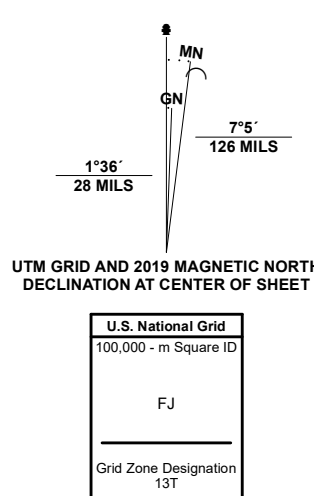 MN
GN
7°5´
126 MILS
1°36´
28 MILS
UTM GRID AND 2019 MAGNETIC NORTH
DECLINATION AT CENTER OF SHEET
U.S. National Grid
100,000 - m Square ID
FJ
Grid Zone Designation
13T